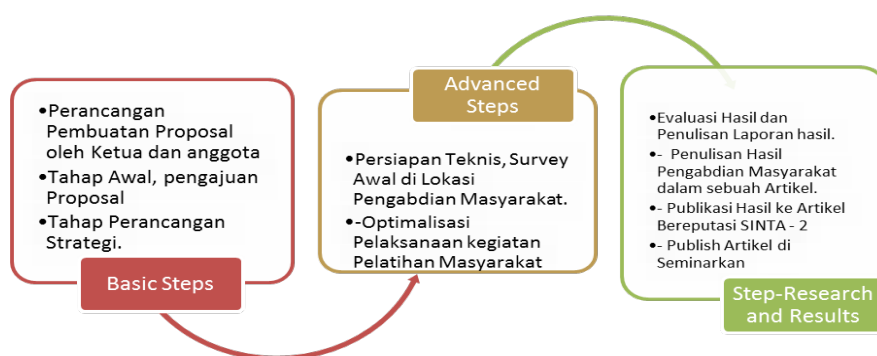 •Perancangan
Pembuatan Proposal
oleh Ketua dan anggota
•Tahap Awal, pengajuan
Proposal
•Tahap Perancangan
Strategi.
Basic Steps
Advanced
Steps
•Persiapan Teknis, Survey
Awal di Lokasi
Pengabdian Masyarakat.
•-Optimalisasi
Pelaksanaan kegiatan
Pelatihan Masyarakat
•Evaluasi Hasil dan
Penulisan Laporan hasil.
•- Penulisan Hasil
Pengabdian Masyarakat
dalam sebuah Artikel.
•- Publikasi Hasil ke Artikel
Bereputasi SINTA - 2
•- Publish Artikel di
Seminarkan
Step-Research
and Results